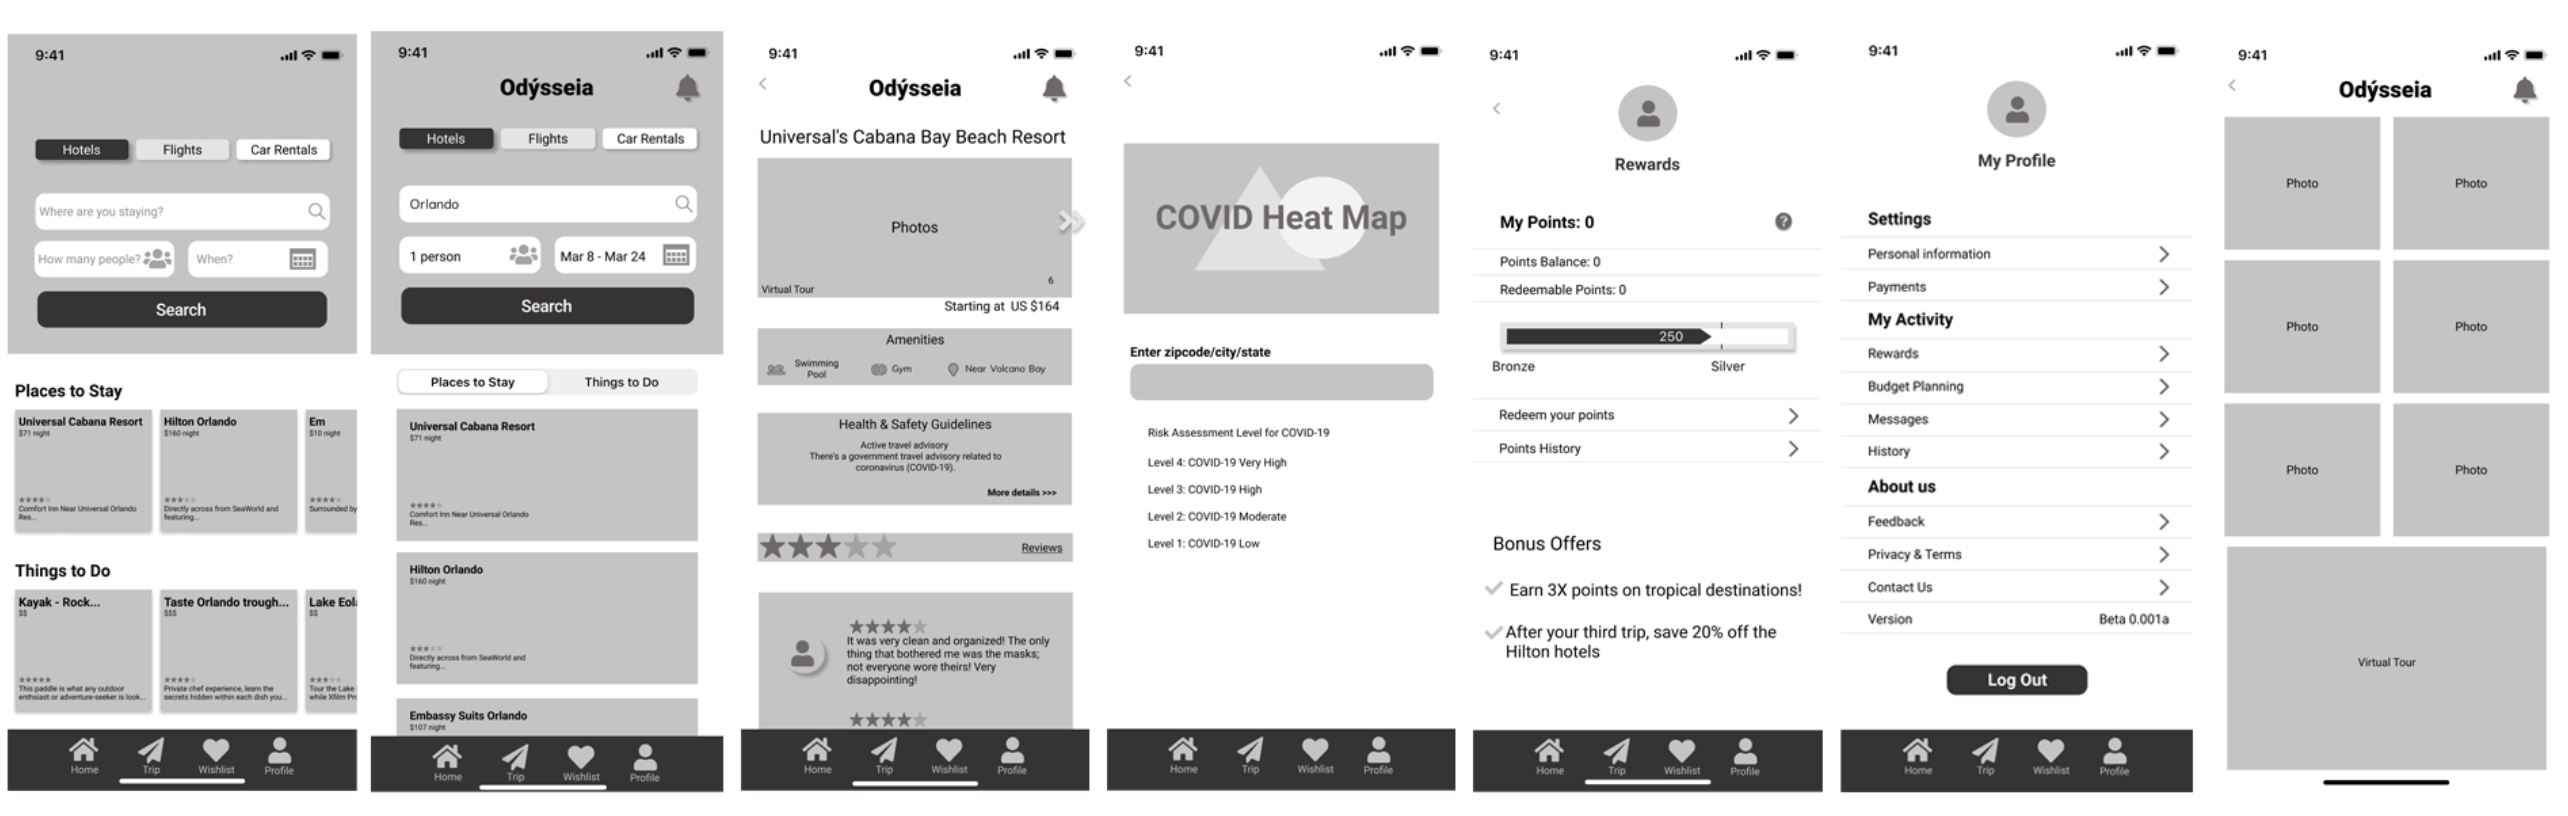 9:41
Hotels
Flights
Car Rentals
Where are you staying?
How many people?
When?
Search
Places to Stay
Universal Cabana Resort
$71 night
Comfort Inn Near Universal Orlando
Res...
Hilton Orlando
$160 night
Directly across from SeaWorld and
featuring...
Em
$10 night
Surrounded by
Things to Do
Kayak - Rock...
$$
This paddle is what any outdoor
enthsiast or adventure-seeker is look...
Taste Orlando trough...
$$$
Private chef experience, learn the
secrets hidden within each dish you...
Lake Eol
$$
Tour the Lake
while Xfilm Pro
Home
Trip
Wishlist
Profile
9:41
Odýsseia
Hotels
Flights
Car Rentals
Orlando
1 person
Mar 8 - Mar 24
Search
Places to Stay
Things to Do
Universal Cabana Resort
$71 night
Comfort Inn Near Universal Orlando
Res...
Hilton Orlando
$160 night
Directly across from SeaWorld and
featuring...
Embassy Suits Orlando
$107 night
Home
Trip
Wishlist
Profile
9:41
Odýsseia
Universal's Cabana Bay Beach Resort
Photos
6
Virtual Tour
Starting at US $164
Amenities
Swimming
Pool
Gym
Near Volcano Bay
Health & Safety Guidelines
Active travel advisory
There's a government travel advisory related to
coronavirus (COVID-19).
More details >>>
Reviews
It was very clean and organized! The only
thing that bothered me was the masks;
not everyone wore theirs! Very
disappointing!
Home
Trip
Wishlist
Profile
9:41
COVID Heat Map
Enter zipcode/city/state
Risk Assessment Level for COVID-19
Level 4: COVID-19 Very High
Level 3: COVID-19 High
Level 2: COVID-19 Moderate
Level 1: COVID-19 Low
Home
Trip
Wishlist
Profile
9:41
Rewards
My Points: 0
?
Points Balance: 0
Redeemable Points: 0
250
Bronze
Silver
Redeem your points
Points History
Bonus Offers
Earn 3X points on tropical destinations!
After your third trip, save 20% off the
Hilton hotels
Home
Trip
Wishlist
Profile
9:41
My Profile
Settings
Personal information
Payments
My Activity
Rewards
Budget Planning
Messages
History
About us
Feedback
Privacy & Terms
Contact Us
Version
Beta 0.001a
Log Out
Home
Trip
Wishlist
Profile
9:41
Odýsseia
Photo
Photo
Photo
Photo
Photo
Photo
Virtual Tour